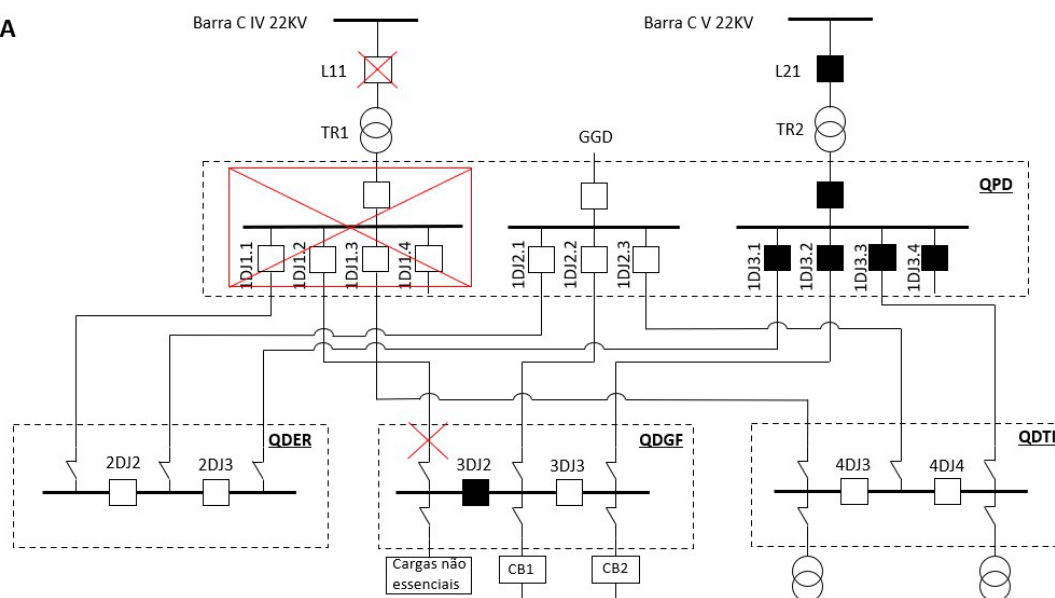 A
Barra C IV 22KV
Barra C V 22KV
L11
L21
TR1
TR2
GGD
QPD
1DJ1.1
1DJ1.2
1DJ1.3
1DJ1.4
1DJ2.1
1DJ2.2
1DJ2.3
1DJ3.1
1DJ3.2
1DJ3.3
1DJ3.4
QDER
QDGF
2DJ2
2DJ3
3DJ2
3DJ3
4DJ3
4DJ4
Cargas não
essenciais
CB1
CB2